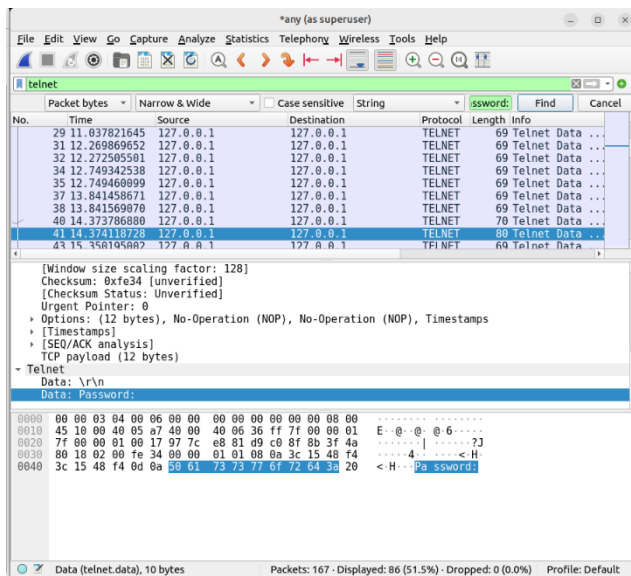 *any (as superuser)
File Edit View Go Capture Analyze Statistics Telephony Wireless Tools Help
telnet
Packet bytes Narrow & Wide Case sensitive String ssword: Find Cancel
No. Time Source Destination Protocol Length Info
29 11.037821645 127.0.0.1 127.0.0.1 TELNET 69 Telnet Data ...
31 12.269869652 127.0.0.1 127.0.0.1 TELNET 69 Telnet Data ...
32 12.272505501 127.0.0.1 127.0.0.1 TELNET 69 Telnet Data ...
34 12.749342538 127.0.0.1 127.0.0.1 TELNET 69 Telnet Data ...
35 12.749460099 127.0.0.1 127.0.0.1 TELNET 69 Telnet Data ...
37 13.841458671 127.0.0.1 127.0.0.1 TELNET 69 Telnet Data ...
38 13.841569070 127.0.0.1 127.0.0.1 TELNET 69 Telnet Data ...
40 14.373786880 127.0.0.1 127.0.0.1 TELNET 70 Telnet Data ...
41 14.374118728 127.0.0.1 127.0.0.1 TELNET 80 Telnet Data ...
43 15.350195002 127.0.0.1 127.0.0.1 TELNET 69 Telnet Data ...
[Window size scaling factor: 128]
Checksum: 0xfe34 [unverified]
[Checksum Status: Unverified]
Urgent Pointer: 0
Options: (12 bytes), No-Operation (NOP), No-Operation (NOP), Timestamps
[Timestamps]
[SEQ/ACK analysis]
TCP payload (12 bytes)
Telnet
Data: \r\n
Data: Password:
0000 00 00 03 04 00 06 00 00 00 00 00 00 00 00 08 00 ········ ········
0010 45 10 00 40 05 a7 40 00 40 06 36 ff 7f 00 00 01 E··@··@· @·6·····
0020 7f 00 00 01 00 17 97 7c e8 81 d9 c0 8f 8b 3f 4a ·······| ······?J
0030 80 18 02 00 fe 34 00 00 01 01 08 0a 3c 15 48 f4 ·····4·· ····<·H·
0040 3c 15 48 f4 0d 0a 50 61 73 73 77 6f 72 64 3a 20 <·H···Pa ssword:
Data (telnet.data), 10 bytes Packets: 167 · Displayed: 86 (51.5%) · Dropped: 0 (0.0%) Profile: Default